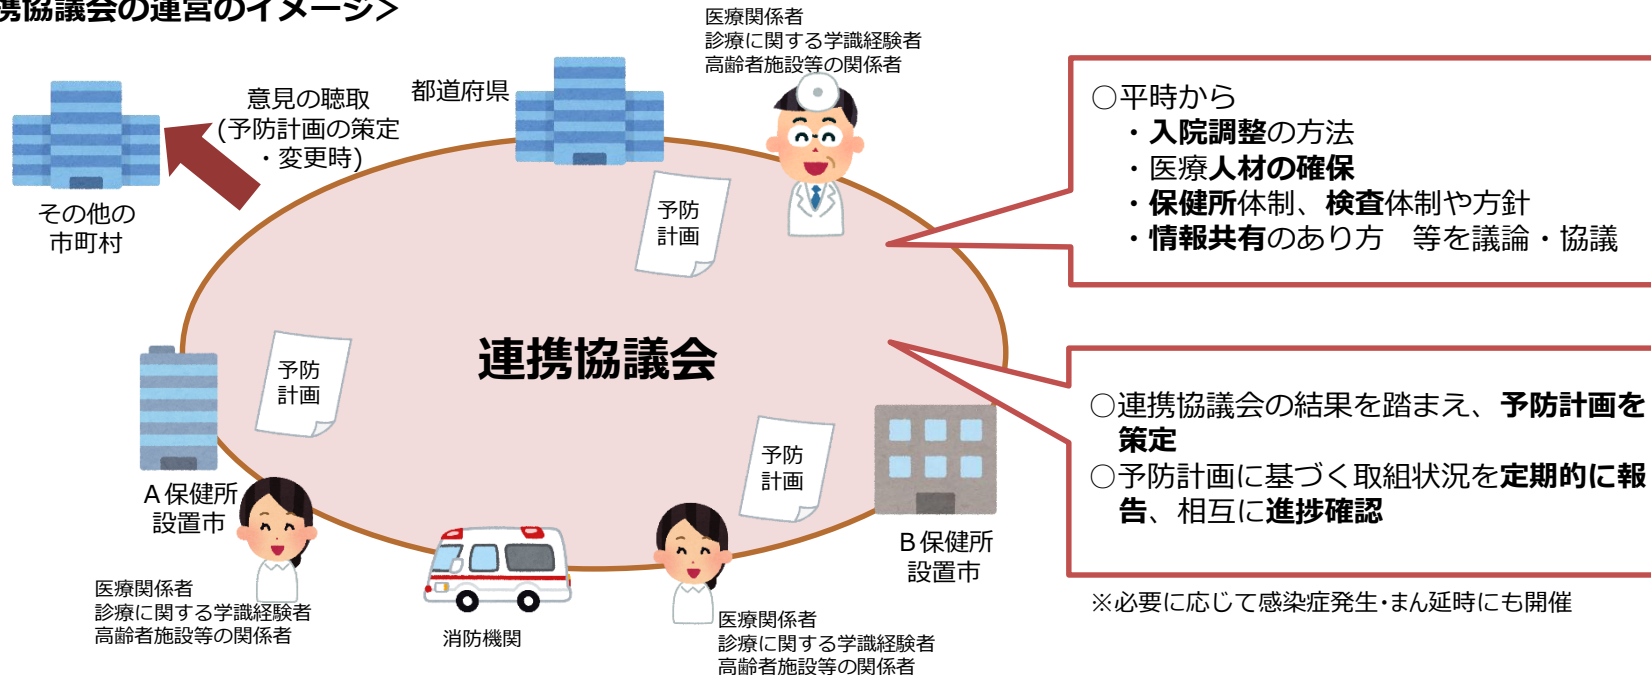 携協議会の運営のイメージ＞
医療関係者
診療に関する学識経験者
高齢者施設等の関係者
都道府県
意見の聴取
(予防計画の策定
・変更時)
その他の
市町村
予防
計画
○平時から
・入院調整の方法
・医療人材の確保
・保健所体制、検査体制や方針
・情報共有のあり方　等を議論・協議
連携協議会
予防
計画
予防
計画
○連携協議会の結果を踏まえ、予防計画を
策定
○予防計画に基づく取組状況を定期的に報
告、相互に進捗確認
※必要に応じて感染症発生・まん延時にも開催
Ａ保健所
設置市
Ｂ保健所
設置市
医療関係者
診療に関する学識経験者
高齢者施設等の関係者
消防機関
医療関係者
診療に関する学識経験者
高齢者施設等の関係者